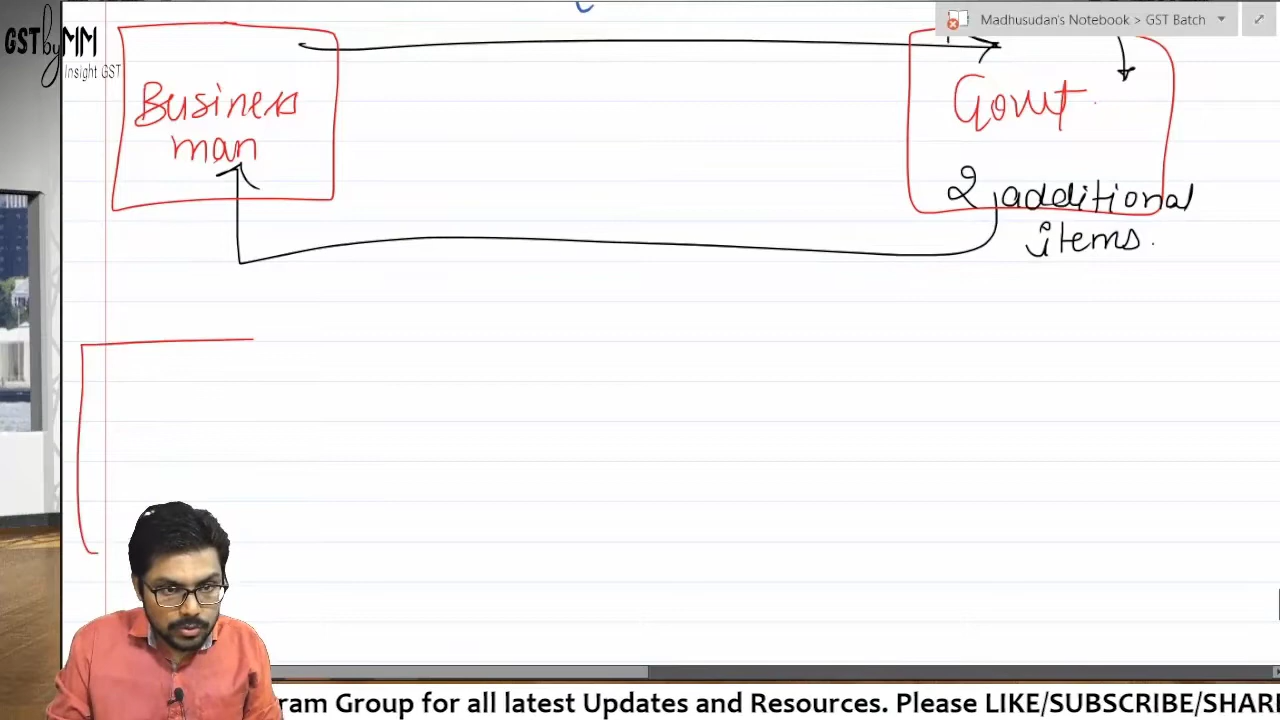 GST by MM
Insight GST
Madhusudan's Notebook > GST Batch
Business
man
Govt
2 additional
items.
ram Group for all latest Updates and Resources. Please LIKE/SUBSCRIBE/SHAR